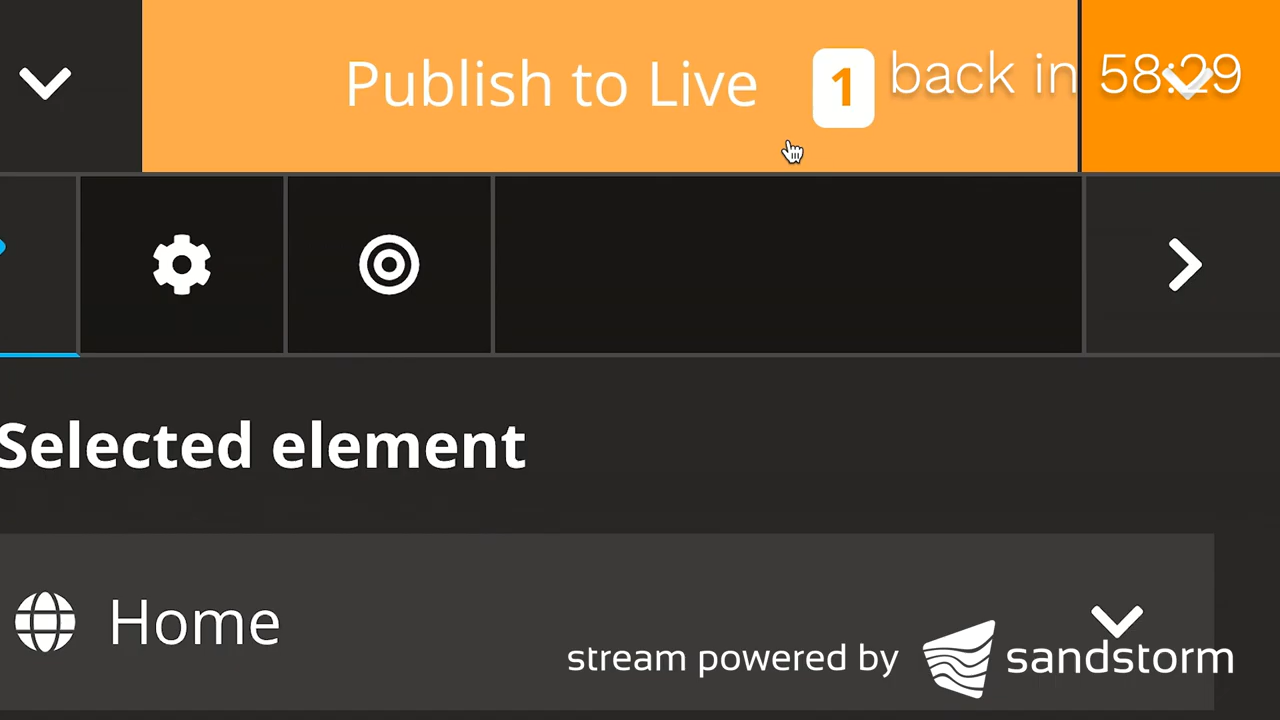 Publish to Live 1
back in 58:29
Selected element
Home
stream powered by sandstorm